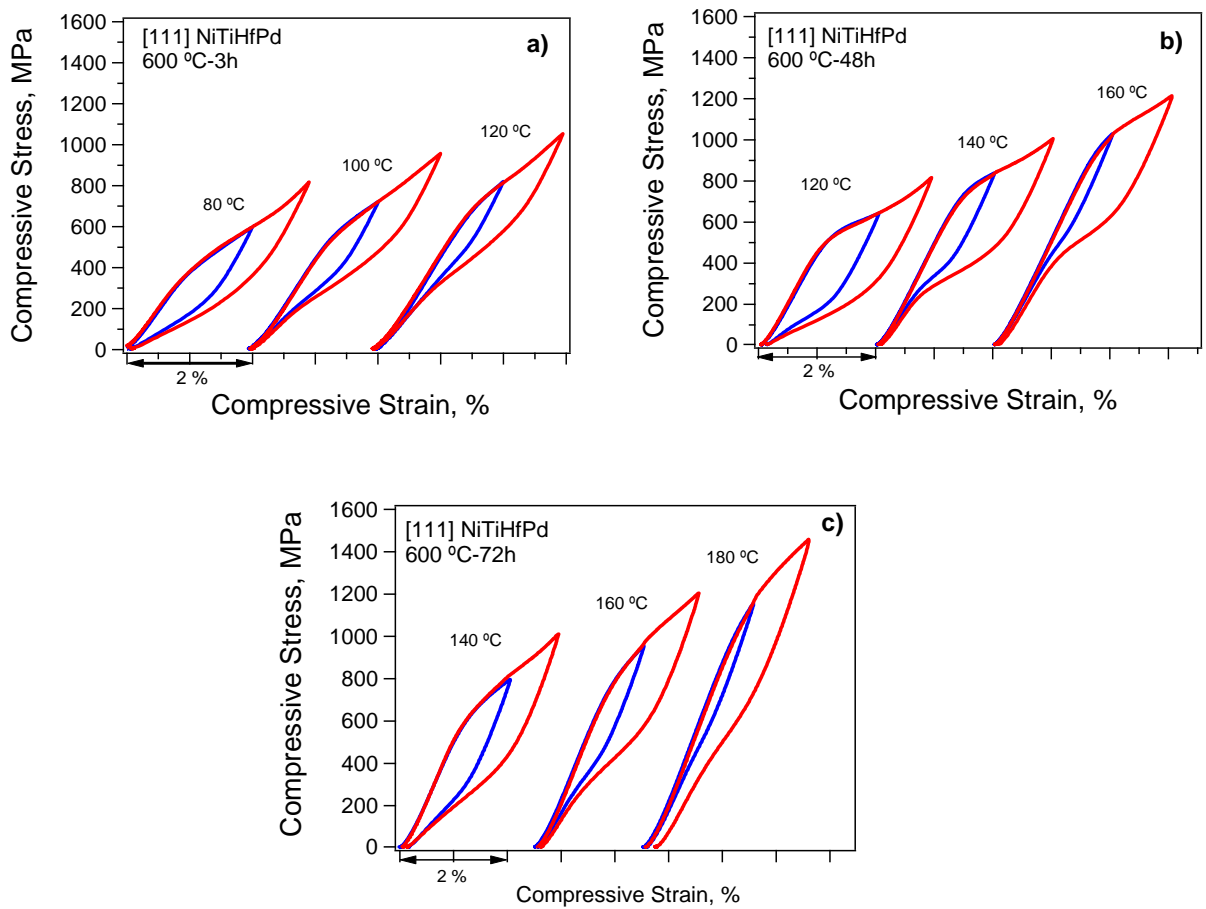 [111] NiTiHfPd
600 ºC-3h
a)
Compressive Stress, MPa
1600
1400
1200
1000
800
600
400
200
0
80 ºC
100 ºC
120 ºC
2 %
Compressive Strain, %
[111] NiTiHfPd
600 ºC-48h
b)
Compressive Stress, MPa
1600
1400
1200
1000
800
600
400
200
0
120 ºC
140 ºC
160 ºC
2 %
Compressive Strain, %
[111] NiTiHfPd
600 ºC-72h
c)
Compressive Stress, MPa
1600
1400
1200
1000
800
600
400
200
0
140 ºC
160 ºC
180 ºC
2 %
Compressive Strain, %